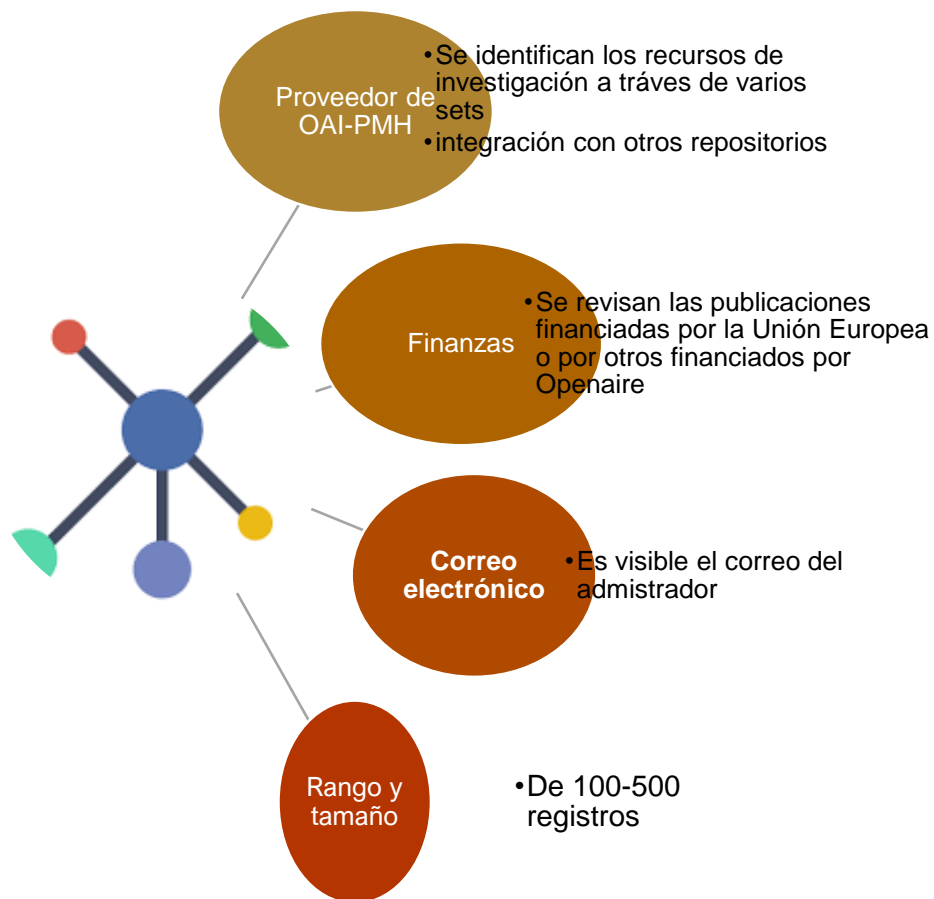 Proveedor de
OAI-PMH
•Se identifican los recursos de
investigación a tráves de varios
sets
•integración con otros repositorios
Finanzas
•Se revisan las publicaciones
financiadas por la Unión Europea
o por otros financiados por
Openaire
Correo
electrónico
•Es visible el correo del
admistrador
Rango y
tamaño
•De 100-500
registros